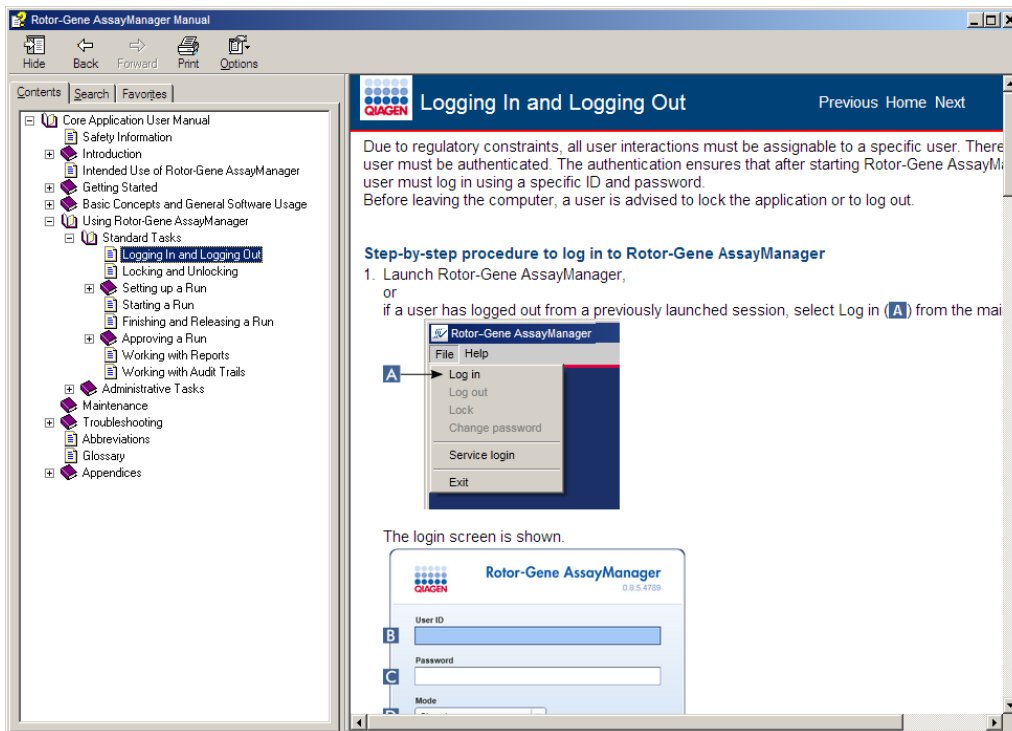 Rotor-Gene AssayManager Manual
Hide Back Forward Print Options
Contents Search Favorites
Core Application User Manual
Safety Information
Introduction
Intended Use of Rotor-Gene AssayManager
Getting Started
Basic Concepts and General Software Usage
Using Rotor-Gene AssayManager
Standard Tasks
Logging In and Logging Out
Locking and Unlocking
Setting up a Run
Starting a Run
Finishing and Releasing a Run
Approving a Run
Working with Reports
Working with Audit Trails
Administrative Tasks
Maintenance
Troubleshooting
Abbreviations
Glossary
Appendices
QIAGEN
Logging In and Logging Out
Previous Home Next
Due to regulatory constraints, all user interactions must be assignable to a specific user. There
user must be authenticated. The authentication ensures that after starting Rotor-Gene AssayM
user must log in using a specific ID and password.
Before leaving the computer, a user is advised to lock the application or to log out.
Step-by-step procedure to log in to Rotor-Gene AssayManager
1. Launch Rotor-Gene AssayManager,
or
if a user has logged out from a previously launched session, select Log in (A) from the mai
Rotor-Gene AssayManager
File Help
A
Log in
Log out
Lock
Change password
Service login
Exit
The login screen is shown.
QIAGEN
Rotor-Gene AssayManager
0.8.5.4789
User ID
B
Password
C
Mode